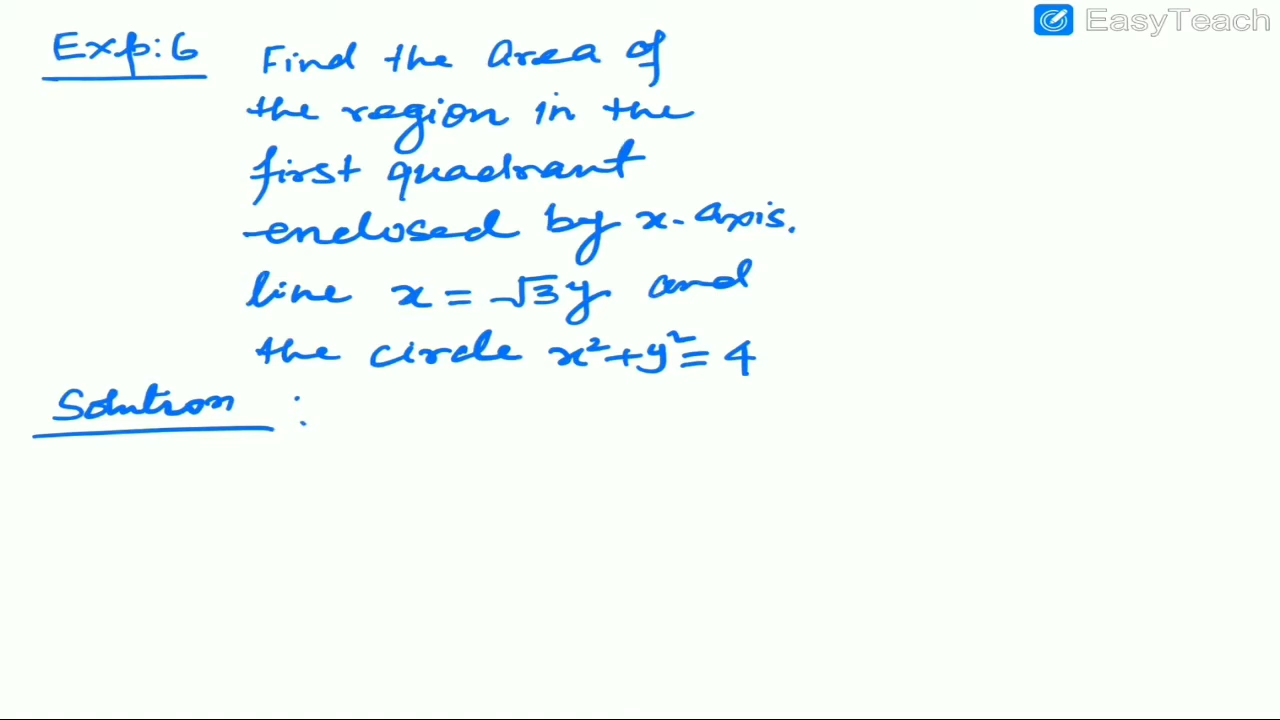 EasyTeach
Exp:6 Find the Area of
the region in the
first quadrant
enclosed by x-axis.
line x = √3y and
the circle x²+y²=4
Solution :